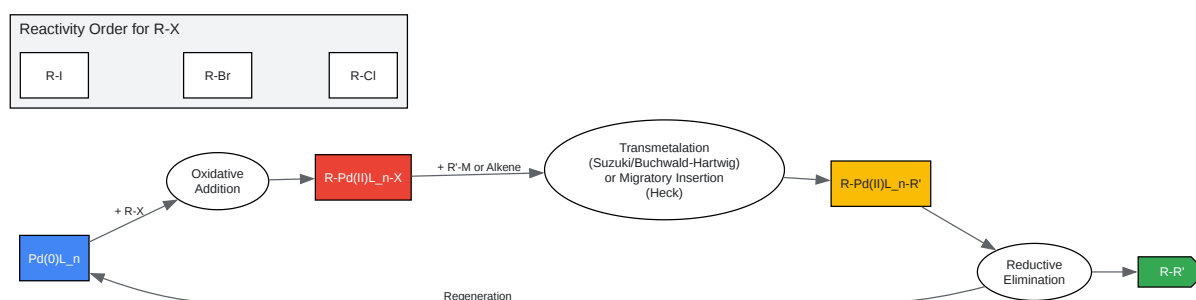 Reactivity Order for R-X
R-I
R-Br
R-Cl
Oxidative
Addition
R-Pd(II)L_n-X
+ R'-M or Alkene
Transmetalation
(Suzuki/Buchwald-Hartwig)
or Migratory Insertion
(Heck)
R-Pd(II)L_n-R'
+ R-X
Pd(0)L_n
Reductive
Elimination
R-R'
Regeneration